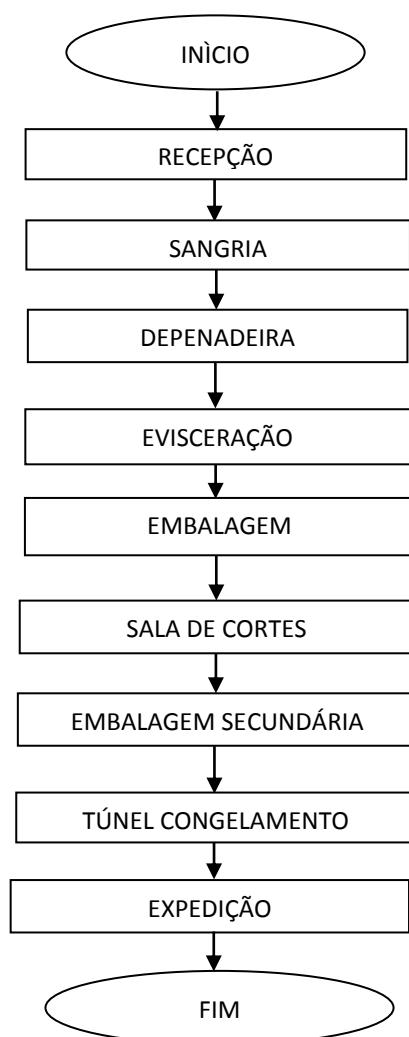 INÌCIO
RECEPÇÃO
SANGRIA
DEPENADEIRA
EVISCERAÇÃO
EMBALAGEM
SALA DE CORTES
EMBALAGEM SECUNDÁRIA
TÚNEL CONGELAMENTO
EXPEDIÇÃO
FIM